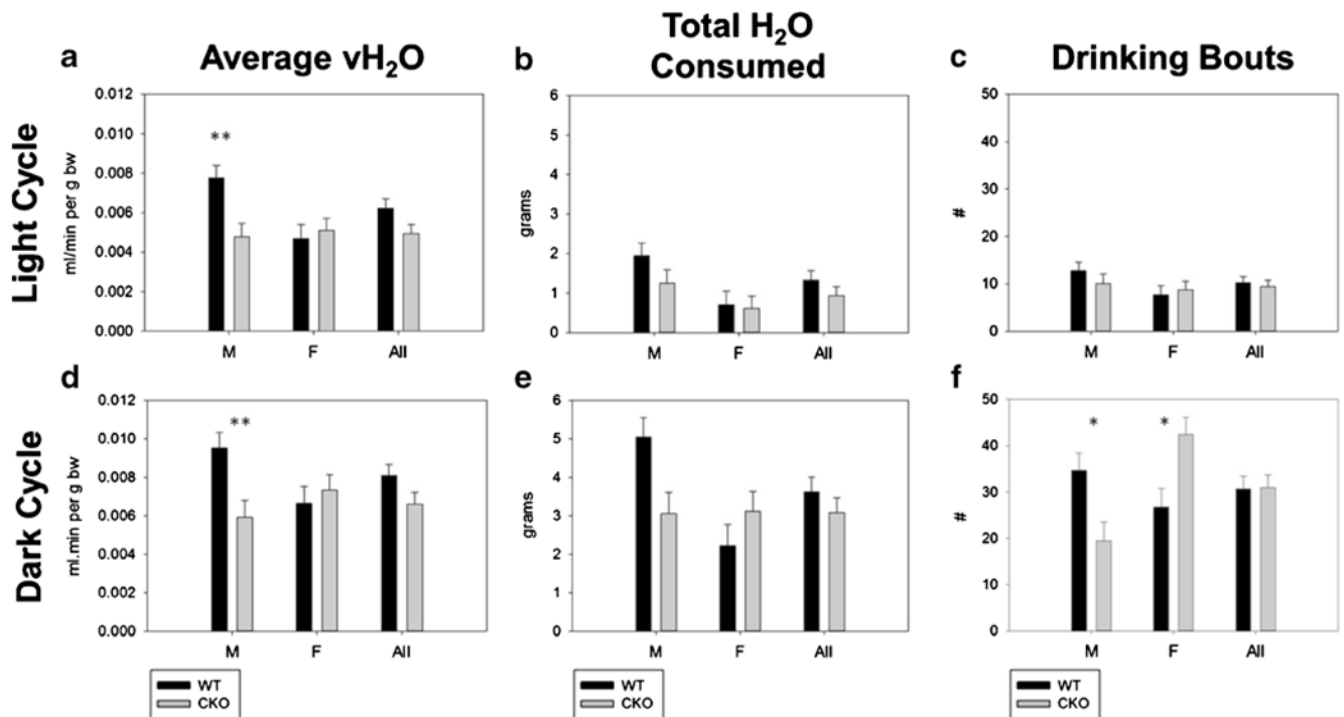 Total H₂O
a Average vH₂O b Consumed c Drinking Bouts
Light Cycle
0.012
0.010
0.008
0.006
0.004
0.002
0.000
ml/min per g bw
**
M F All
6
5
4
3
2
1
0
grams
M F All
50
40
30
20
10
0
#
M F All
d e f
Dark Cycle
0.012
0.010
0.008
0.006
0.004
0.002
0.000
ml.min per g bw
**
M F All
6
5
4
3
2
1
0
grams
M F All
50
40
30
20
10
0
#
* *
M F All
WT
CKO
WT
CKO